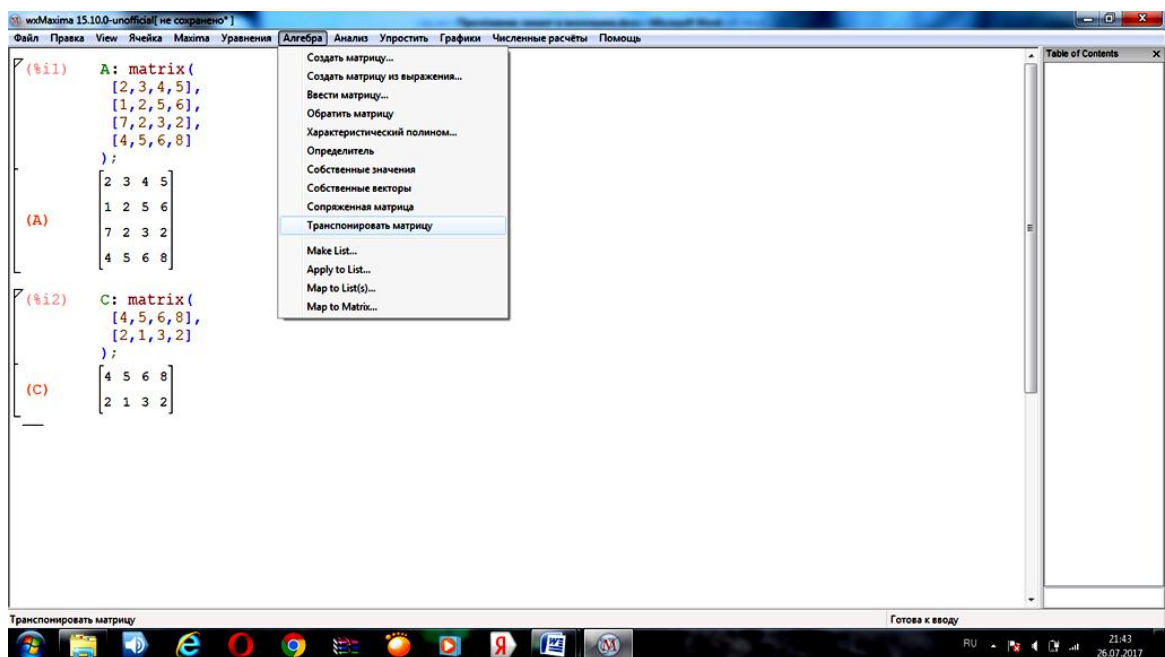 wxMaxima 15.10.0-unofficial[ не сохранено* ]
Файл Правка View Ячейка Maxima Уравнения Алгебра Анализ Упростить Графики Численные расчёты Помощь
Создать матрицу...
Создать матрицу из выражения...
Ввести матрицу...
Обратить матрицу
Характеристический полином...
Определитель
Собственные значения
Собственные векторы
Сопряженная матрица
Транспонировать матрицу
Make List...
Apply to List...
Map to List(s)...
Map to Matrix...
Table of Contents
(%i1) A: matrix(
[2,3,4,5],
[1,2,5,6],
[7,2,3,2],
[4,5,6,8]
);
(A)
2 3 4 5
1 2 5 6
7 2 3 2
4 5 6 8
(%i2) C: matrix(
[4,5,6,8],
[2,1,3,2]
);
(C)
4 5 6 8
2 1 3 2
Транспонировать матрицу
Готова к вводу
RU
21:43
26.07.2017